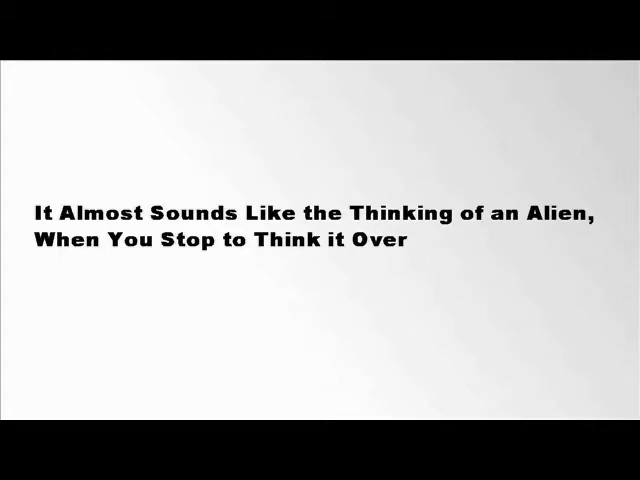 It Almost Sounds Like the Thinking of an Alien,
When You Stop to Think it Over